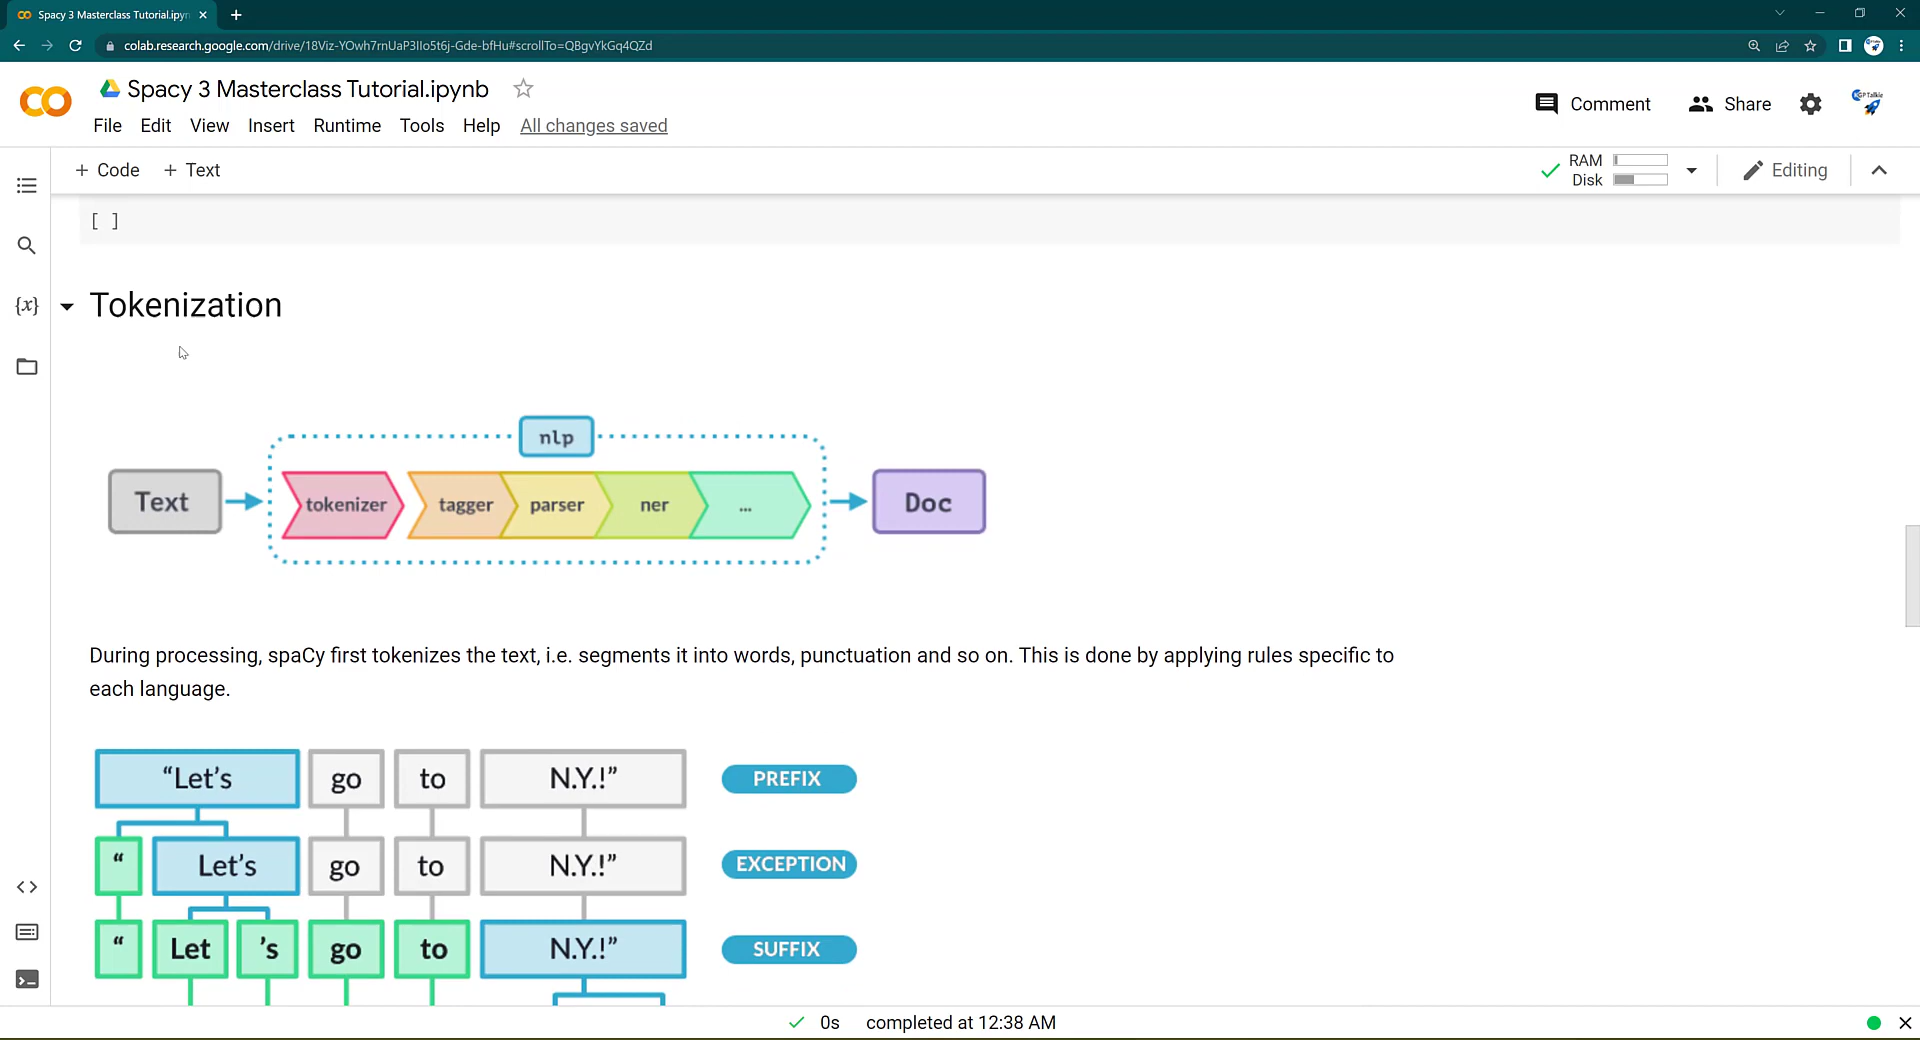 Spacy 3 Masterclass Tutorial.ipyn
colab.research.google.com/drive/18Viz-YOwh7rnUaP3IIo5t6j-Gde-bfHu#scrollTo=QBgvYkGq4QZd
Spacy 3 Masterclass Tutorial.ipynb
Comment
Share
KGP Talkie
File Edit View Insert Runtime Tools Help All changes saved
+ Code + Text
RAM
Disk
Editing
[ ]
{x}
Tokenization
nlp
Text tokenizer tagger parser ner ... Doc
During processing, spaCy first tokenizes the text, i.e. segments it into words, punctuation and so on. This is done by applying rules specific to
each language.
“Let’s go to N.Y.!” PREFIX
“ Let’s go to N.Y.!” EXCEPTION
“ Let ’s go to N.Y.!” SUFFIX
0s completed at 12:38 AM